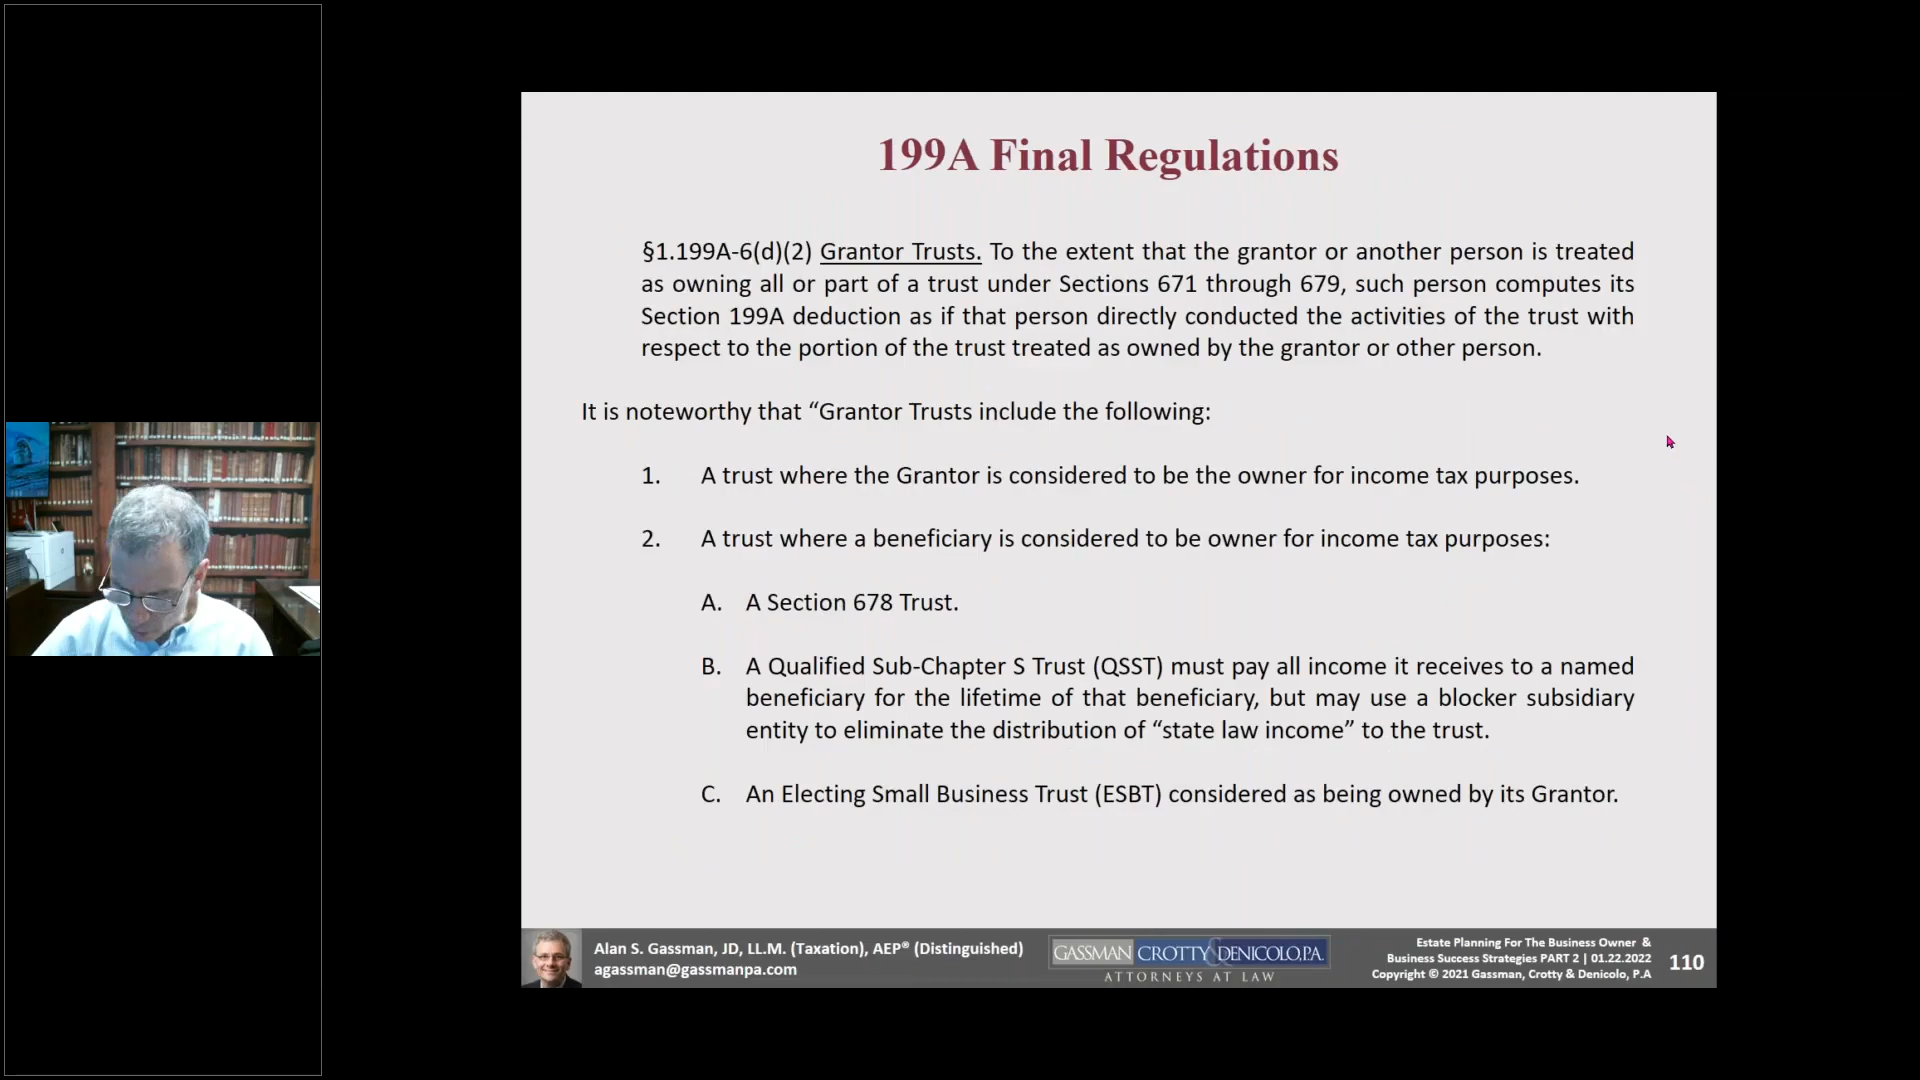 199A Final Regulations
§1.199A-6(d)(2) Grantor Trusts. To the extent that the grantor or another person is treated
as owning all or part of a trust under Sections 671 through 679, such person computes its
Section 199A deduction as if that person directly conducted the activities of the trust with
respect to the portion of the trust treated as owned by the grantor or other person.
It is noteworthy that “Grantor Trusts include the following:
1. A trust where the Grantor is considered to be the owner for income tax purposes.
2. A trust where a beneficiary is considered to be owner for income tax purposes:
A. A Section 678 Trust.
B. A Qualified Sub-Chapter S Trust (QSST) must pay all income it receives to a named
beneficiary for the lifetime of that beneficiary, but may use a blocker subsidiary
entity to eliminate the distribution of “state law income” to the trust.
C. An Electing Small Business Trust (ESBT) considered as being owned by its Grantor.
Alan S. Gassman, JD, LL.M. (Taxation), AEP® (Distinguished)
agassman@gassmanpa.com
GASSMAN CROTTY & DENICOLO, P.A.
ATTORNEYS AT LAW
Estate Planning For The Business Owner &
Business Success Strategies PART 2 | 01.22.2022
Copyright © 2021 Gassman, Crotty & Denicolo, P.A
110